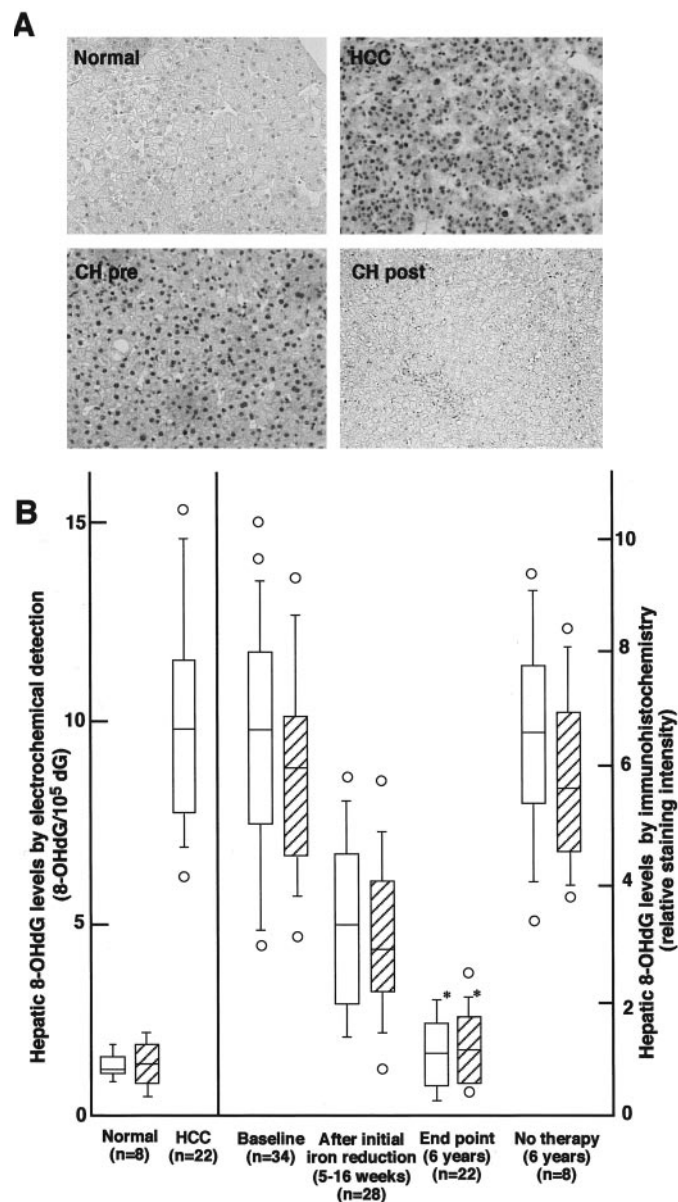 A
Normal
HCC
CH pre
CH post
B
Hepatic 8-OHdG levels by electrochemical detection
(8-OHdG/10⁵ dG)
15
10
5
0
10
8
6
4
2
0
Hepatic 8-OHdG levels by immunohistochemistry
(relative staining intensity)
* *
Normal
(n=8)
HCC
(n=22)
Baseline
(n=34)
After initial
iron reduction
(5-16 weeks)
(n=28)
End point
(6 years)
(n=22)
No therapy
(6 years)
(n=8)